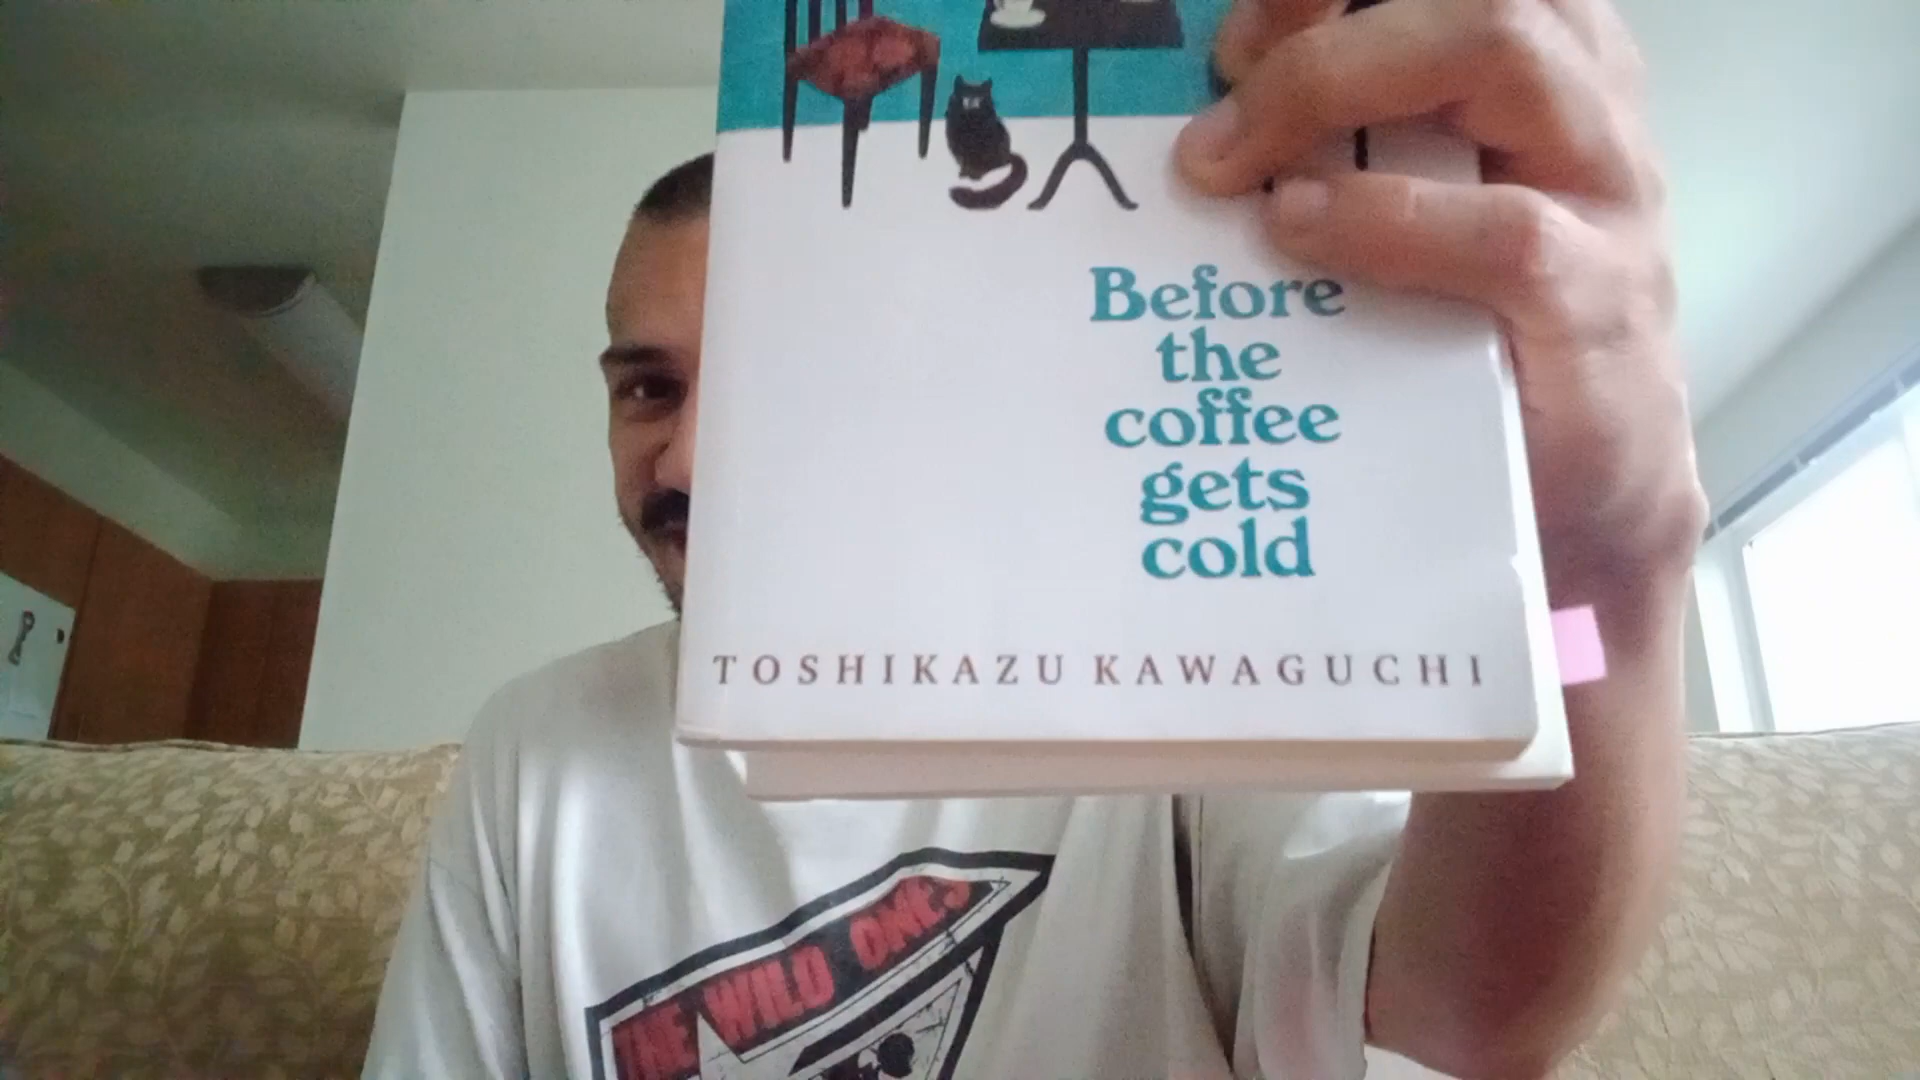 Before
the
coffee
gets
cold
TOSHIKAZU KAWAGUCHI
THE WILD ONES